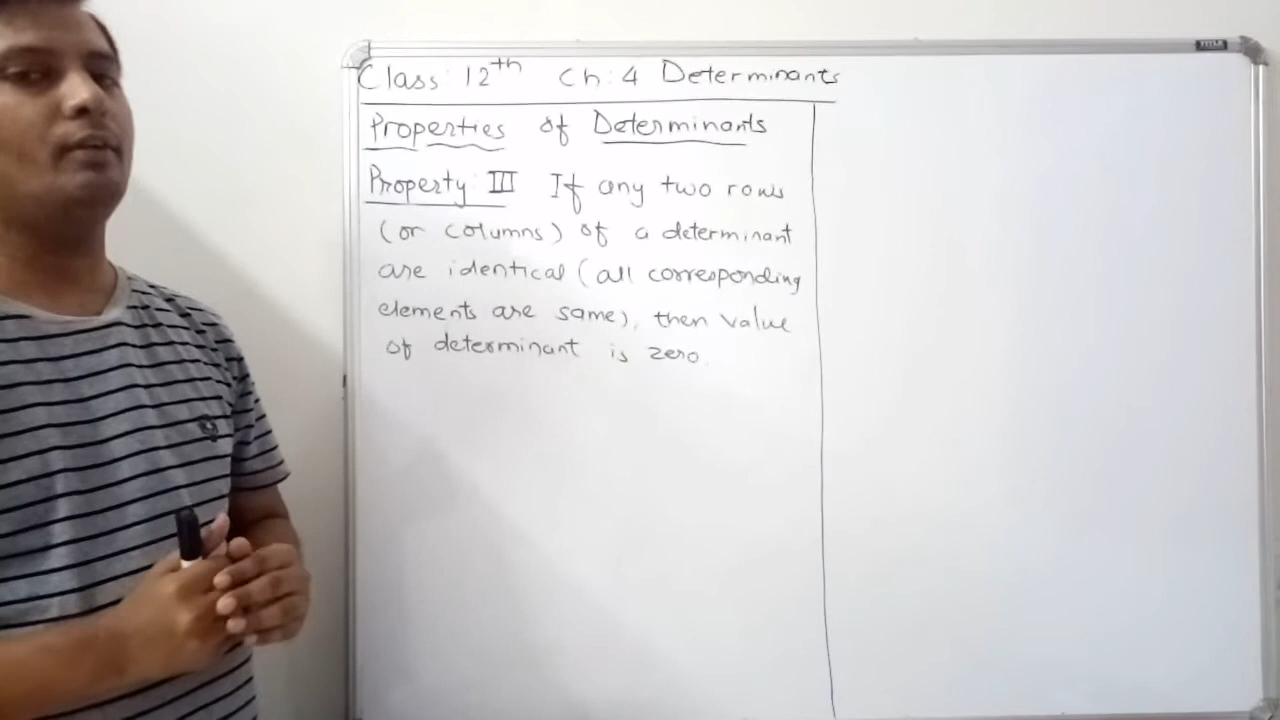 Class: 12th Ch: 4 Determinants
Properties of Determinants
Property: III If any two rows
(or columns) of a determinant
are identical (all corresponding
elements are same), then value
of determinant is zero.
TITLE